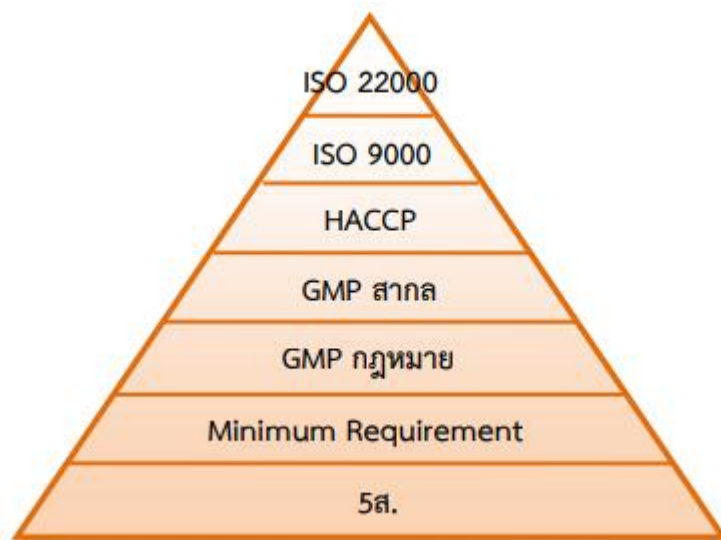 ISO 22000
ISO 9000
HACCP
GMP สากล
GMP กฎหมาย
Minimum Requirement
5ส.